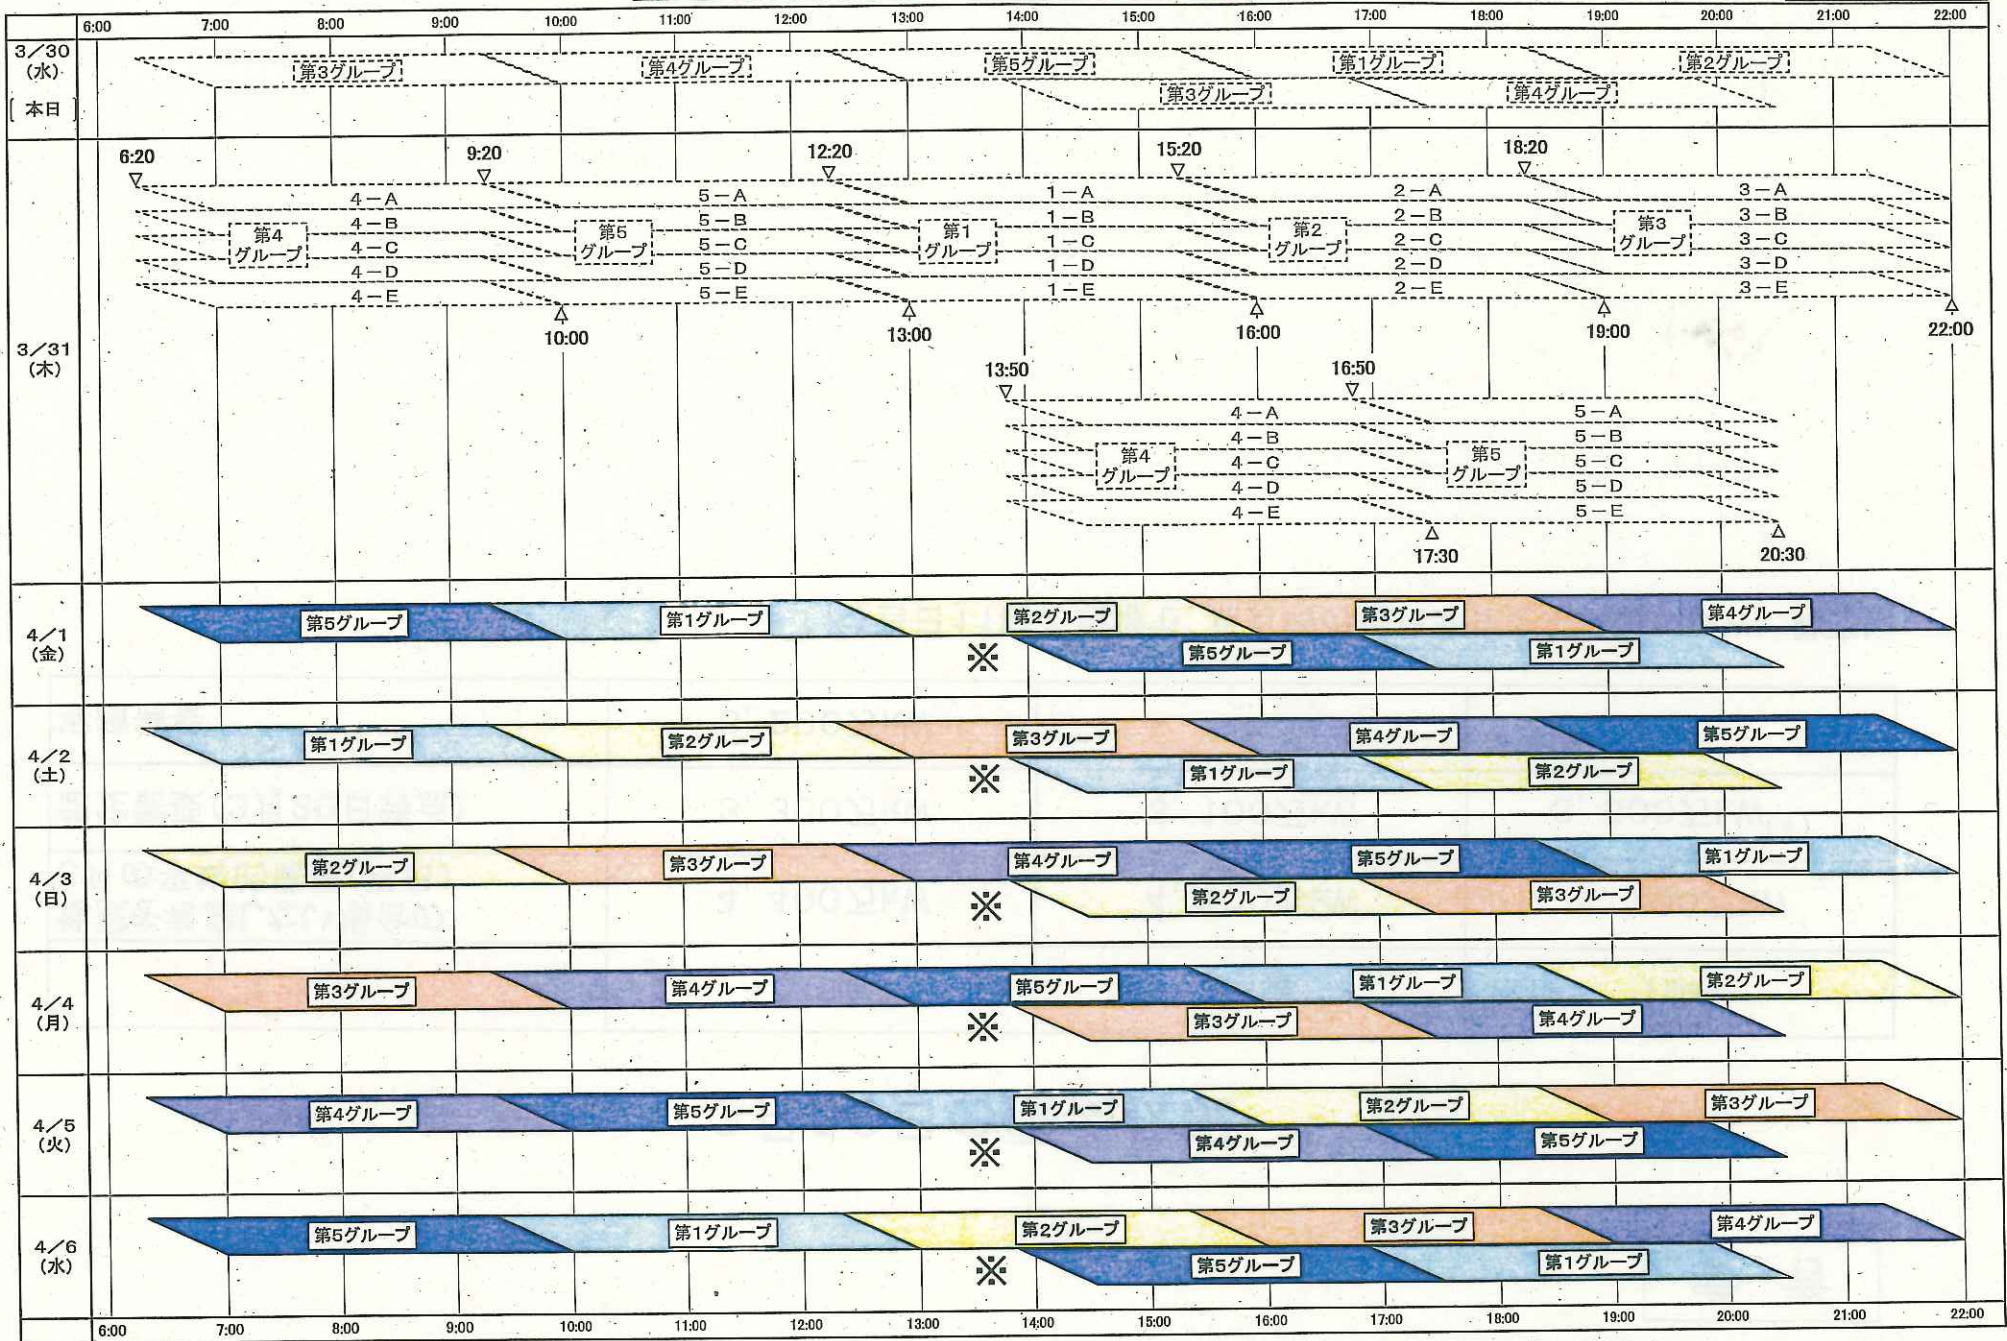 6:00 7:00 8:00 9:00 10:00 11:00 12:00 13:00 14:00 15:00 16:00 17:00 18:00 19:00 20:00 21:00 22:00
3/30
(水)
[本日]
第3グループ 第4グループ 第5グループ 第1グループ 第2グループ
第3グループ 第4グループ
3/31
(木)
6:20 9:20 12:20 15:20 18:20
▽ ▽ ▽ ▽ ▽
4-A 5-A 1-A 2-A 3-A
4-B 5-B 1-B 2-B 3-B
第4 第5 第1 第2 第3
グループ グループ グループ グループ グループ
4-C 5-C 1-C 2-C 3-C
4-D 5-D 1-D 2-D 3-D
4-E 5-E 1-E 2-E 3-E
△ △ △ △ △
10:00 13:00 16:00 19:00 22:00
13:50 16:50
▽ ▽
4-A 5-A
4-B 5-B
第4 第5
グループ グループ
4-C 5-C
4-D 5-D
4-E 5-E
△ △
17:30 20:30
4/1
(金)
第5グループ 第1グループ 第2グループ 第3グループ 第4グループ
※ 第5グループ 第1グループ
4/2
(土)
第1グループ 第2グループ 第3グループ 第4グループ 第5グループ
※ 第1グループ 第2グループ
4/3
(日)
第2グループ 第3グループ 第4グループ 第5グループ 第1グループ
※ 第2グループ 第3グループ
4/4
(月)
第3グループ 第4グループ 第5グループ 第1グループ 第2グループ
※ 第3グループ 第4グループ
4/5
(火)
第4グループ 第5グループ 第1グループ 第2グループ 第3グループ
※ 第4グループ 第5グループ
4/6
(水)
第5グループ 第1グループ 第2グループ 第3グループ 第4グループ
※ 第5グループ 第1グループ
6:00 7:00 8:00 9:00 10:00 11:00 12:00 13:00 14:00 15:00 16:00 17:00 18:00 19:00 20:00 21:00 22:00